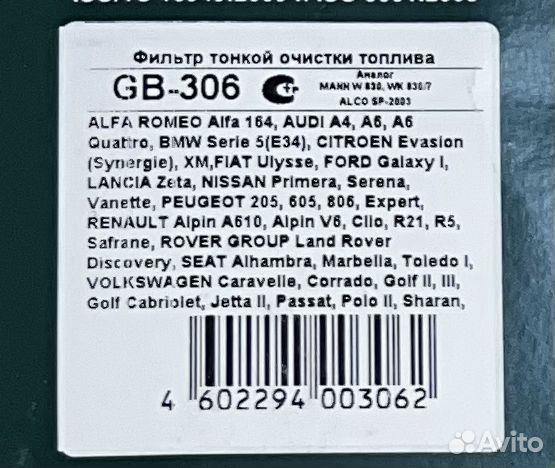 Фильтр тонкой очистки топлива
GB-306
Аналог
MANN W 830, WK 830/7
ALCO SP-2003
ALFA ROMEO Alfa 164, AUDI A4, A6, A6
Quattro, BMW Serie 5(E34), CITROEN Evasion
(Synergie), XM,FIAT Ulysse, FORD Galaxy I,
LANCIA Zeta, NISSAN Primera, Serena,
Vanette, PEUGEOT 205, 605, 806, Expert,
RENAULT Alpin A610, Alpin V6, Clio, R21, R5,
Safrane, ROVER GROUP Land Rover
Discovery, SEAT Alhambra, Marbella, Toledo I,
VOLKSWAGEN Caravelle, Corrado, Golf II, III,
Golf Cabriolet, Jetta II, Passat, Polo II, Sharan,
4 602294 003062
Avito